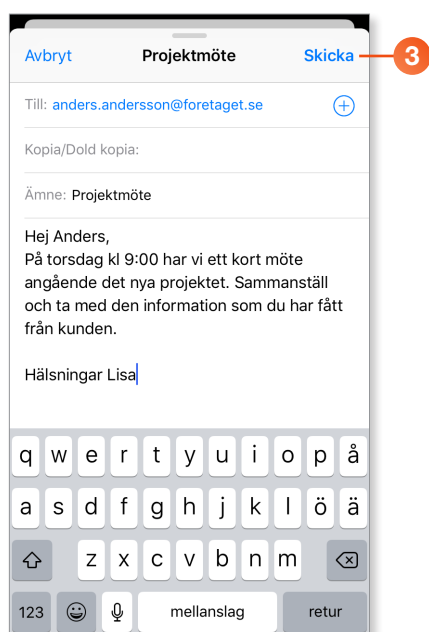 Avbryt Projektmöte Skicka 3
Till: anders.andersson@foretaget.se
Kopia/Dold kopia:
Ämne: Projektmöte
Hej Anders,
På torsdag kl 9:00 har vi ett kort möte
angående det nya projektet. Sammanställ
och ta med den information som du har fått
från kunden.
Hälsningar Lisa
q w e r t y u i o p å
a s d f g h j k l ö ä
z x c v b n m
123 mellanslag retur